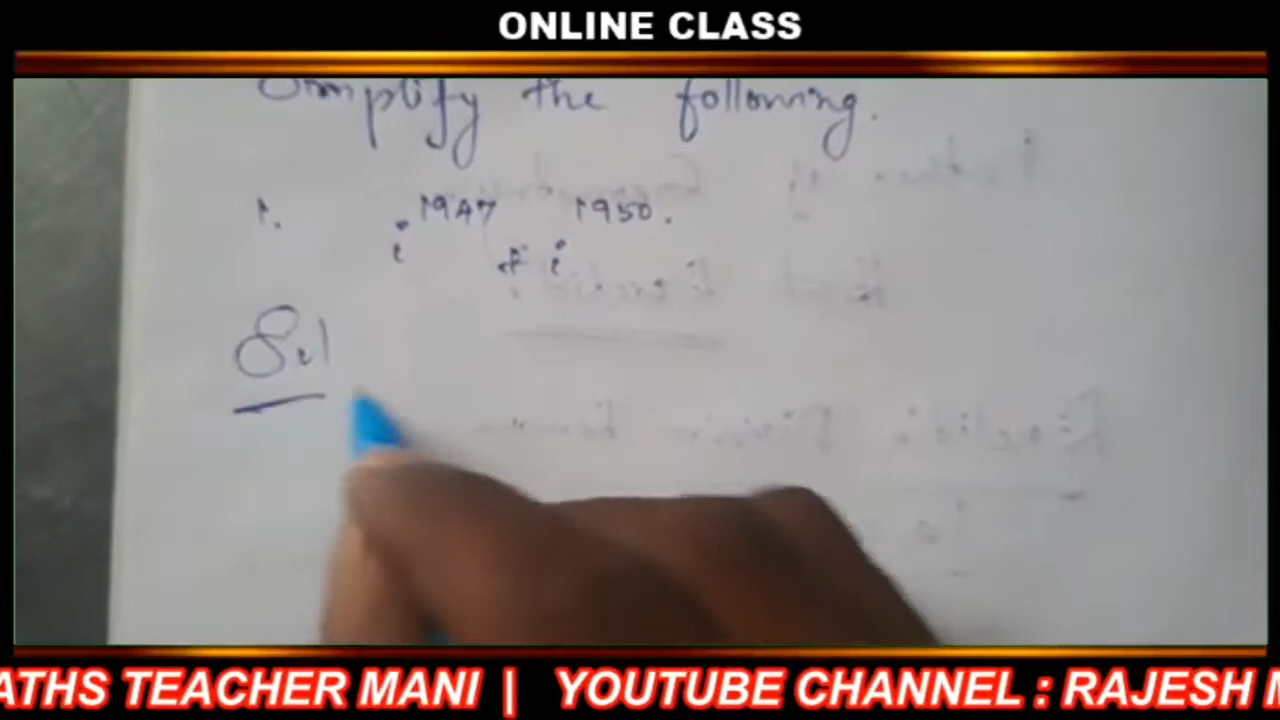 ONLINE CLASS
Simplify the following.
1. i^1947 + i^1950.
Sol
ATHS TEACHER MANI | YOUTUBE CHANNEL : RAJESH M